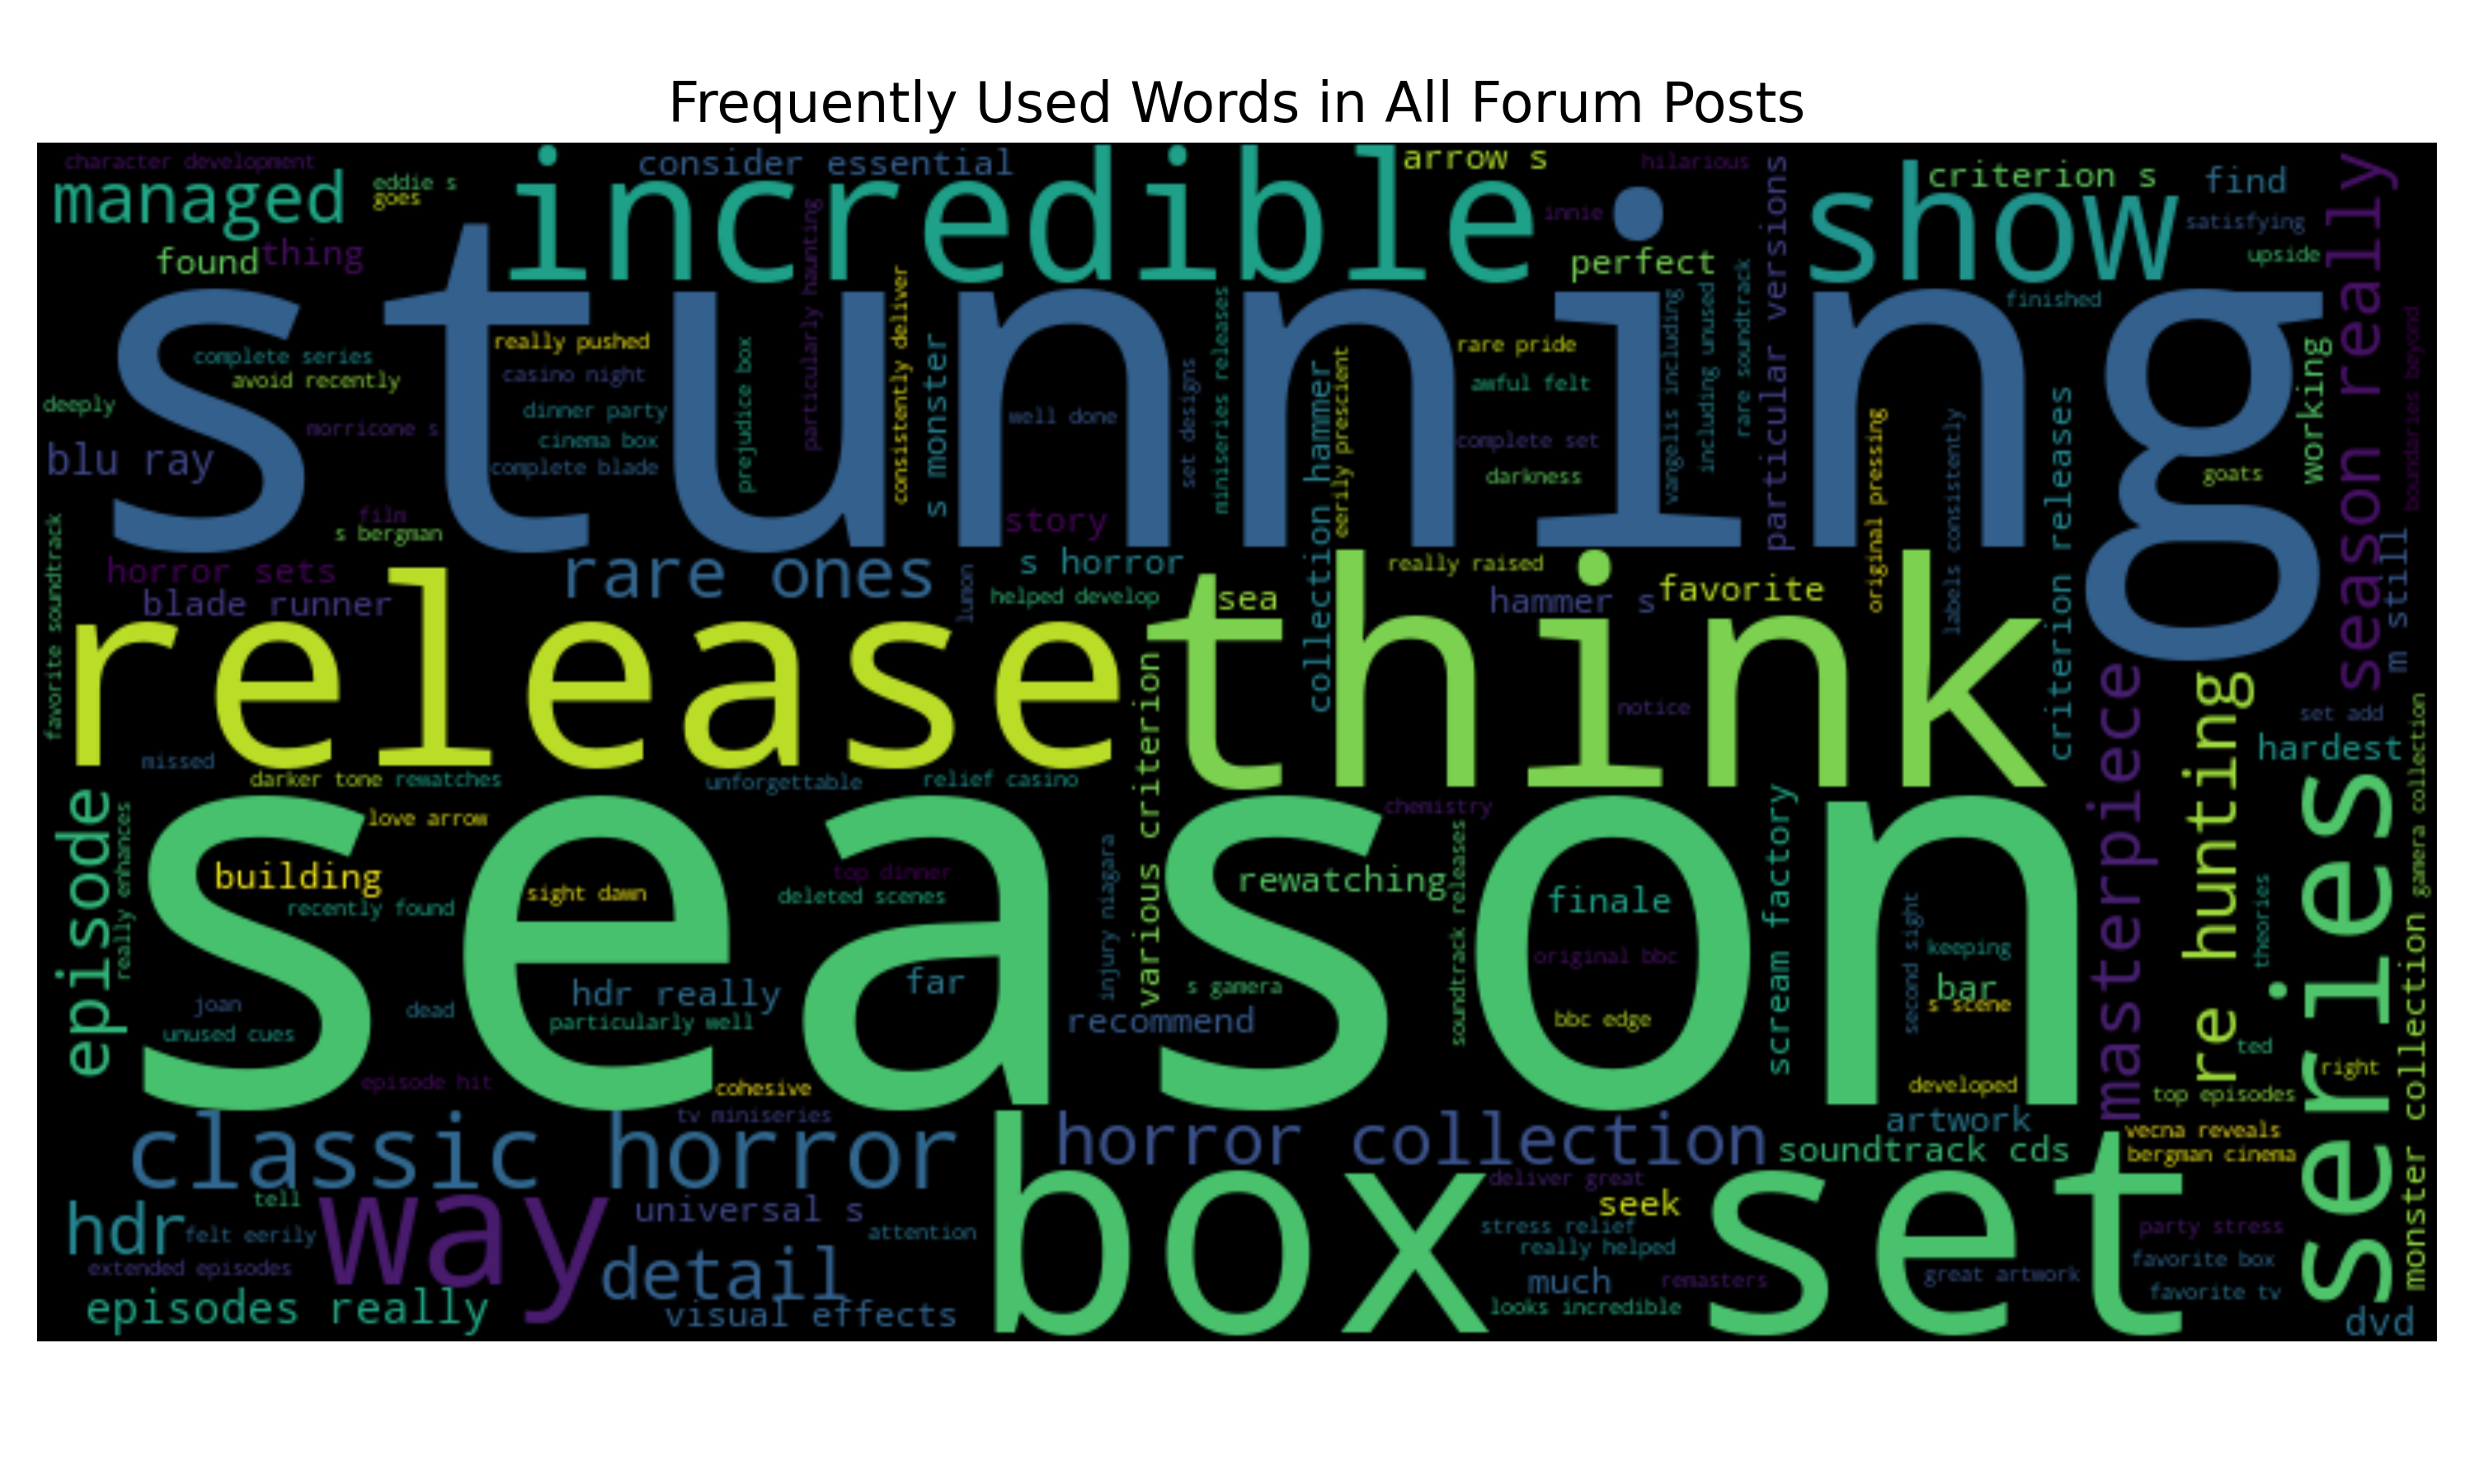 Frequently Used Words in All Forum Posts
character development
consider essential
arrow s
hilarious
managed
eddie s
goes
incredible
innie
particular versions
show
criterion s
find
satisfying
upside
season really
found
thing
perfect
finished
stunning
particularly haunting
consistently deliver
miniseries releases
vangelis including
including unused
rare soundtrack
complete series
avoid recently
really pushed
casino night
dinner party
cinema box
complete blade
prejudice box
s monster
well done
set designs
collection hammer
eerily prescient
rare pride
awful felt
complete set
darkness
original pressing
labels consistently
criterion releases
working
goats
boundaries beyond
deeply
morricone s
blu ray
film
s bergman
story
favorite soundtrack
horror sets
blade runner
rare ones
lumon
s horror
helped develop
sea
really raised
hammer s
favorite
m still
release
think
notice
masterpiece
re hunting
set add
hardest
missed
darker tone
rewatches
unforgettable
relief casino
various criterion
chemistry
scream factory
series
gamera collection
episode
really enhances
love arrow
season
building
recently found
sight dawn
top dinner
deleted scenes
injury niagara
rewatching
soundtrack releases
finale
original bbc
bbc edge
second sight
keeping
bar
s scene
theories
monster collection
joan
unused cues
dead
hdr really
particularly well
far
recommend
s gamera
developed
ted
right
top episodes
episode hit
cohesive
tv miniseries
classic horror
horror collection
artwork
soundtrack cds
vecna reveals
bergman cinema
box set
deliver great
seek
hdr
tell
felt eerily
extended episodes
way
universal s
attention
detail
episodes really
visual effects
stress relief
really helped
much
remasters
looks incredible
great artwork
party stress
favorite box
favorite tv
dvd